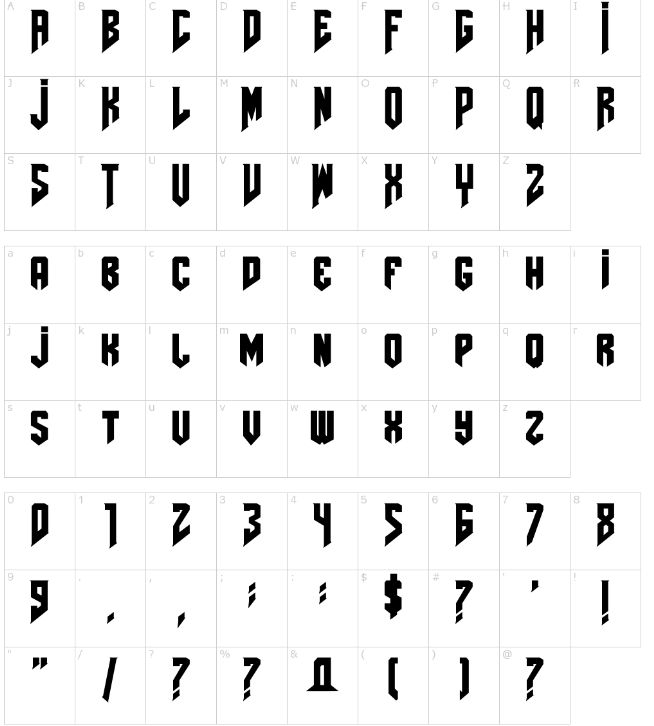 A B C D E F G H I
A B C D E F G H I
J K L M N O P Q R
J K L M N O P Q R
S T U V W X Y Z
S T U V W X Y Z
a b c d e f g h i
A B C D E F G H I
j k l m n o p q r
J K L M N O P Q R
s t u v w x y z
S T U V W X Y Z
0 1 2 3 4 5 6 7 8
0 1 2 3 4 5 6 7 8
9 . , ; : $ # ' !
9 . , ; : $ ? ' !
" / ? % & ( ) @
" / ? ? Д ( ) ?